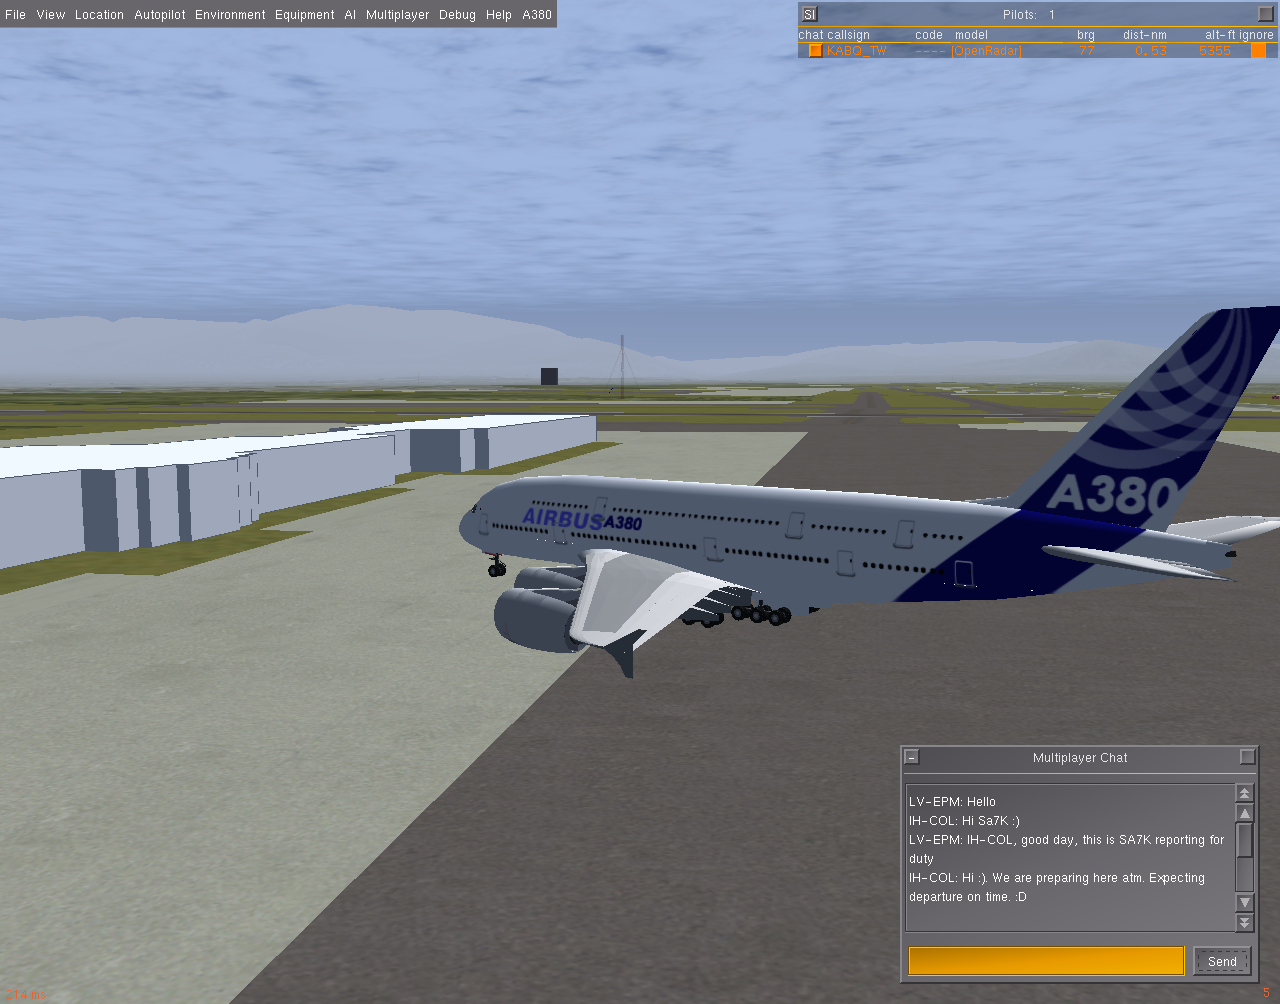 File View Location Autopilot Environment Equipment AI Multiplayer Debug Help A380
SI Pilots: 1
chat callsign code model brg dist-nm alt-ft ignore
KABQ_TW ---- [OpenRadar] 77 0.53 5355
A380
AIRBUS A380
Multiplayer Chat
LV-EPM: Hello
IH-COL: Hi Sa7K :)
LV-EPM: IH-COL, good day, this is SA7K reporting for
duty
IH-COL: Hi :). We are preparing here atm. Expecting
departure on time. :D
Send
5